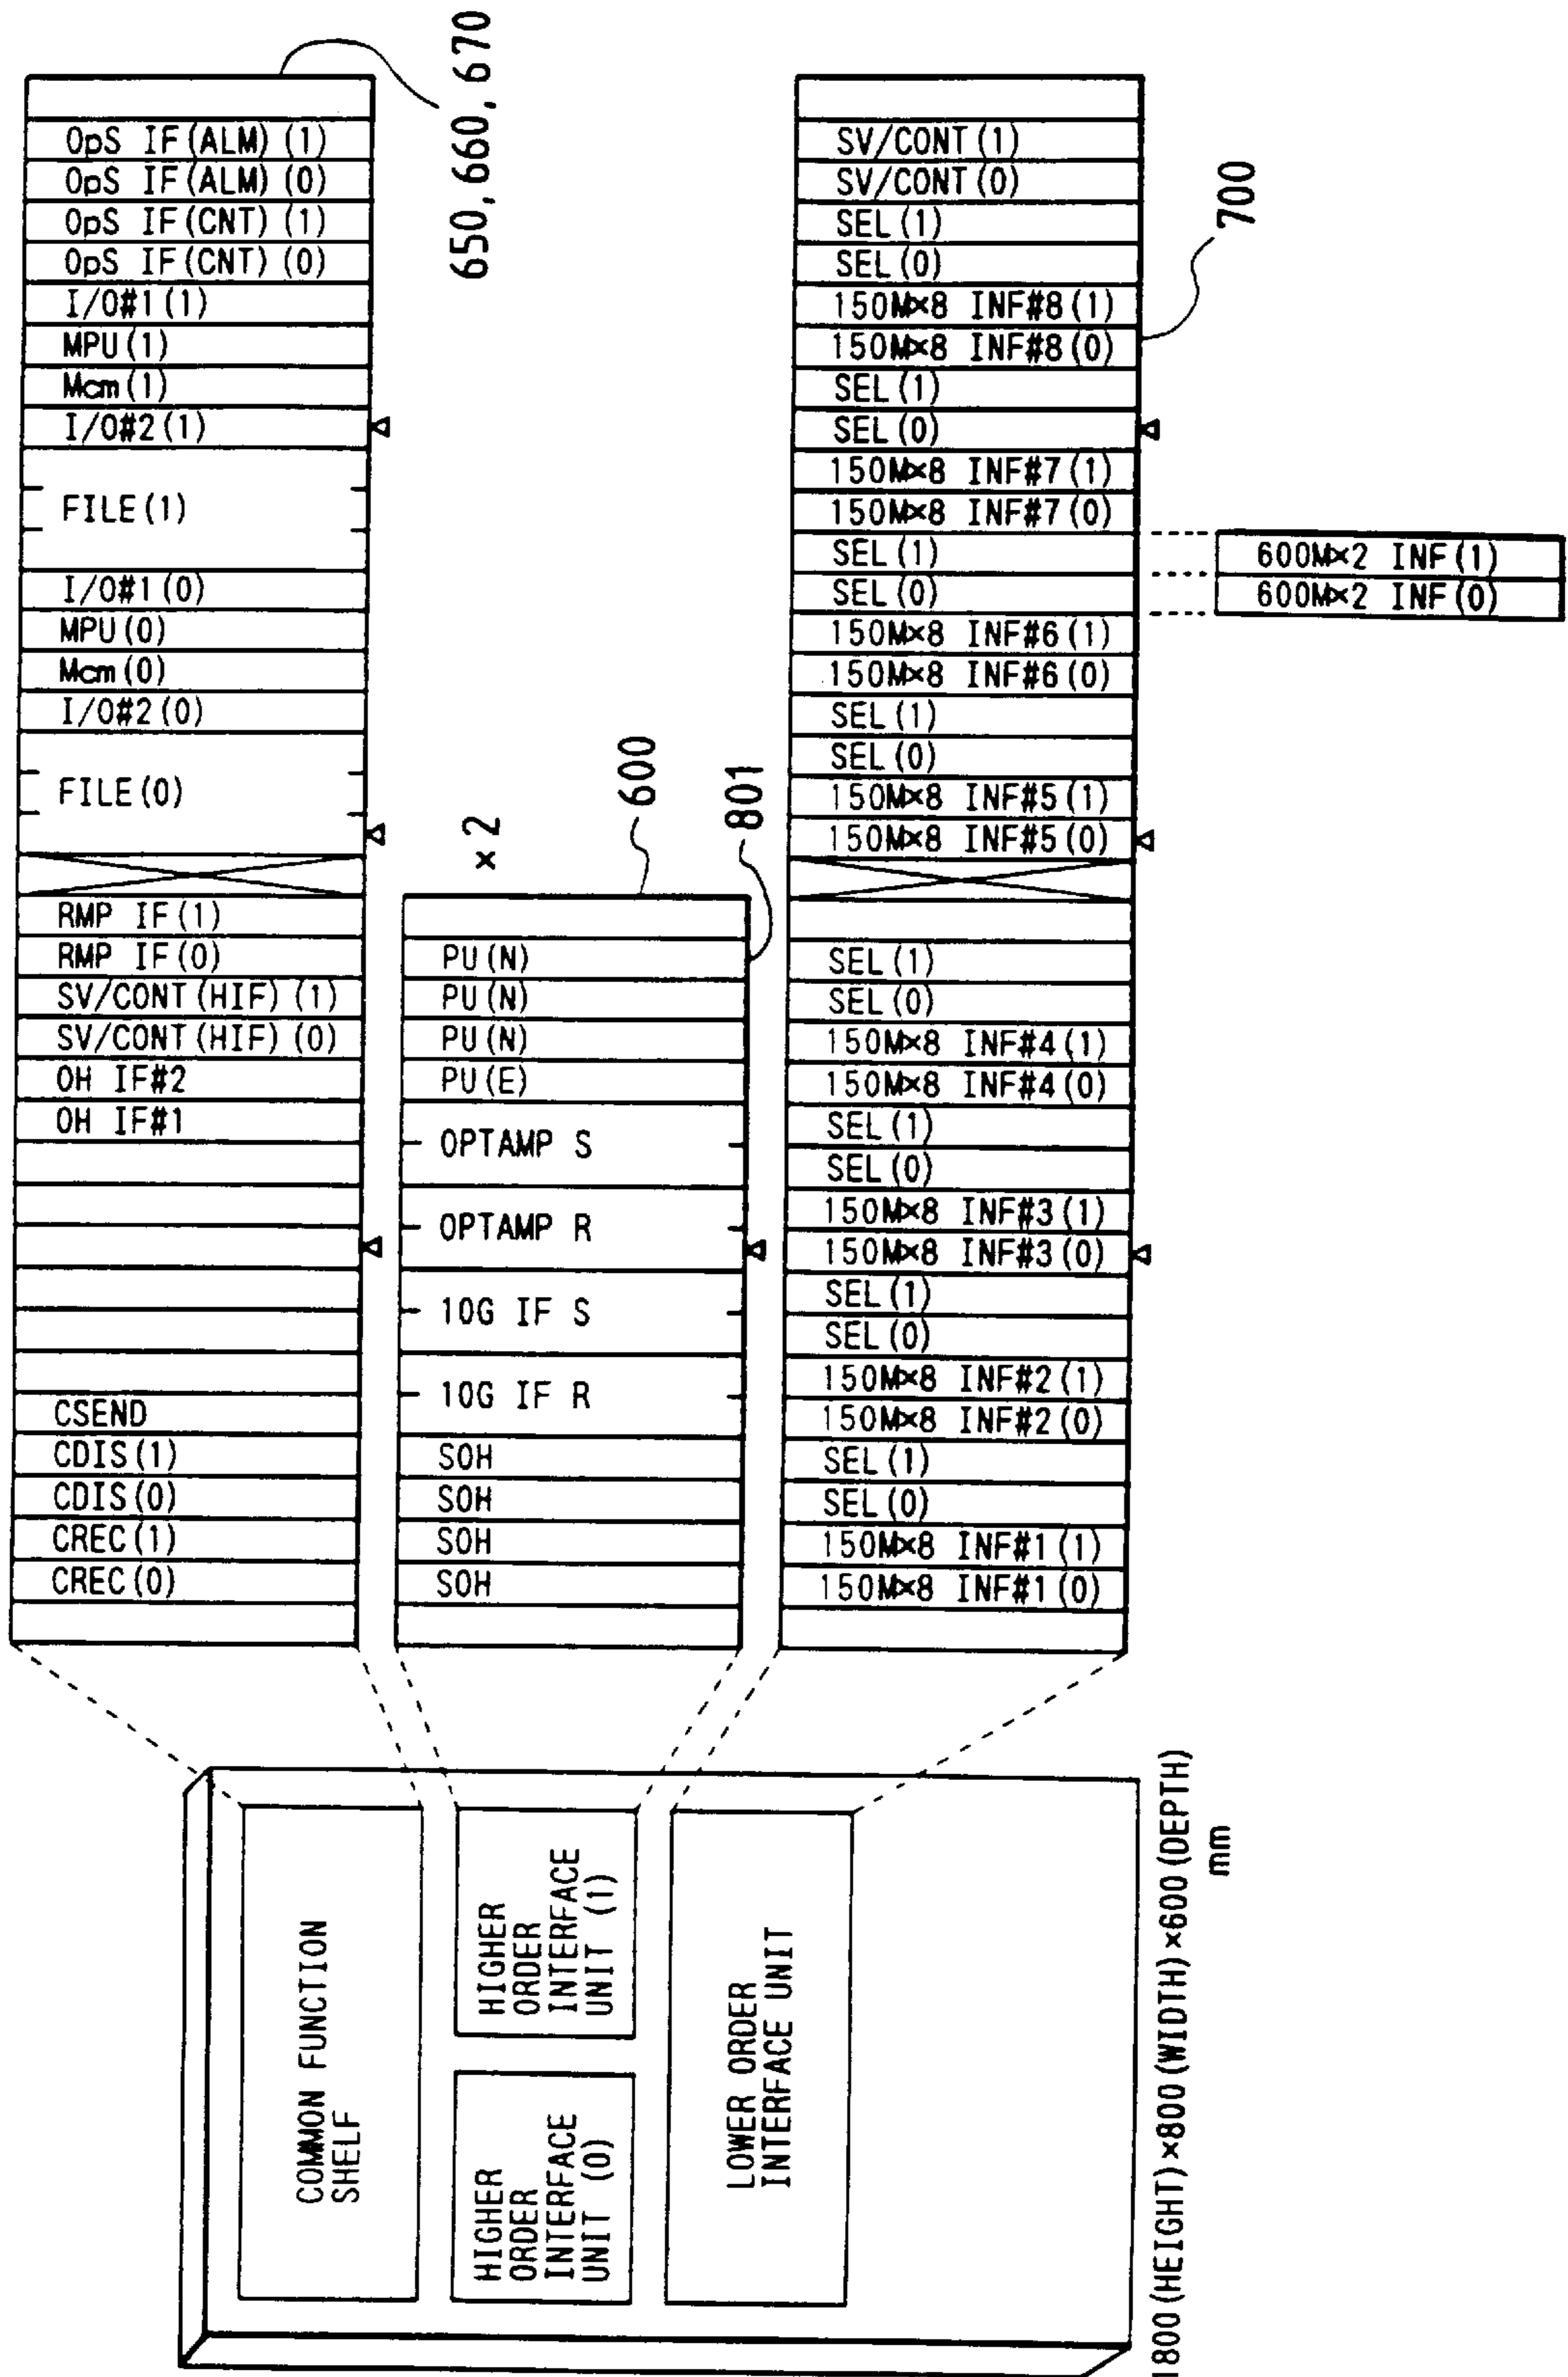 OpS IF(ALM)(1)
OpS IF(ALM)(0)
OpS IF(CNT)(1)
OpS IF(CNT)(0)
I/O#1(1)
MPU(1)
Mcm(1)
I/O#2(1)
FILE(1)
I/O#1(0)
MPU(0)
Mcm(0)
I/O#2(0)
FILE(0)
RMP IF(1)
RMP IF(0)
SV/CONT(HIF)(1)
SV/CONT(HIF)(0)
OH IF#2
OH IF#1
CSEND
CDIS(1)
CDIS(0)
CREC(1)
CREC(0)
650, 660, 670
×2
600
801
PU(N)
PU(N)
PU(N)
PU(E)
OPTAMP S
OPTAMP R
10G IF S
10G IF R
SOH
SOH
SOH
SOH
SV/CONT(1)
SV/CONT(0)
SEL(1)
SEL(0)
150M×8 INF#8(1)
150M×8 INF#8(0)
SEL(1)
SEL(0)
150M×8 INF#7(1)
150M×8 INF#7(0)
SEL(1)
SEL(0)
150M×8 INF#6(1)
150M×8 INF#6(0)
SEL(1)
SEL(0)
150M×8 INF#5(1)
150M×8 INF#5(0)
SEL(1)
SEL(0)
150M×8 INF#4(1)
150M×8 INF#4(0)
SEL(1)
SEL(0)
150M×8 INF#3(1)
150M×8 INF#3(0)
SEL(1)
SEL(0)
150M×8 INF#2(1)
150M×8 INF#2(0)
SEL(1)
SEL(0)
150M×8 INF#1(1)
150M×8 INF#1(0)
700
600M×2 INF(1)
600M×2 INF(0)
COMMON FUNCTION
SHELF
HIGHER
ORDER
INTERFACE
UNIT (0)
HIGHER
ORDER
INTERFACE
UNIT (1)
LOWER ORDER
INTERFACE UNIT
1800(HEIGHT)×800(WIDTH)×600(DEPTH)
mm